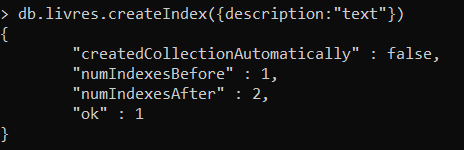 > db.livres.createIndex({description:"text"})
{
        "createdCollectionAutomatically" : false,
        "numIndexesBefore" : 1,
        "numIndexesAfter" : 2,
        "ok" : 1
}